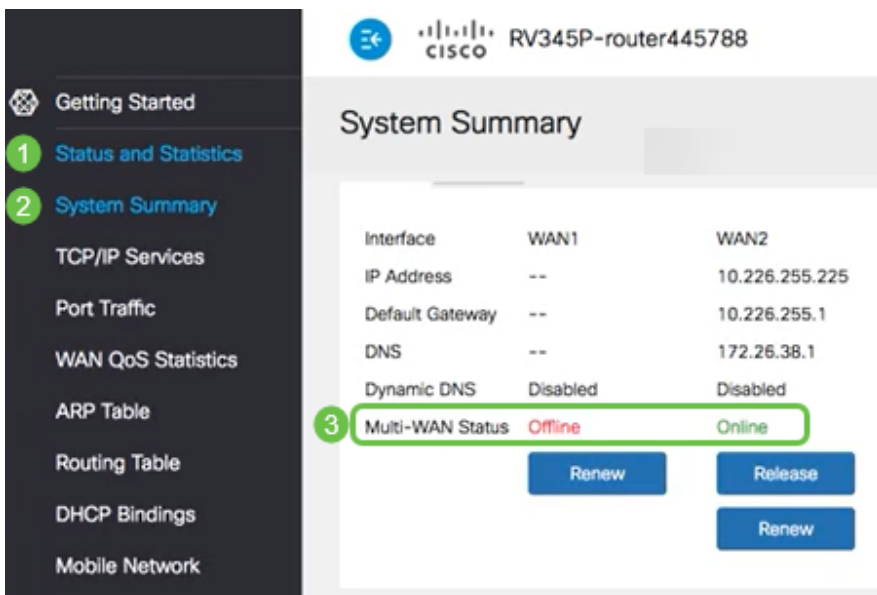 CISCO RV345P-router445788
Getting Started
1 Status and Statistics
2 System Summary
TCP/IP Services
Port Traffic
WAN QoS Statistics
ARP Table
Routing Table
DHCP Bindings
Mobile Network
System Summary
Interface WAN1 WAN2
IP Address -- 10.226.255.225
Default Gateway -- 10.226.255.1
DNS -- 172.26.38.1
Dynamic DNS Disabled Disabled
3 Multi-WAN Status Offline Online
Renew Release
Renew